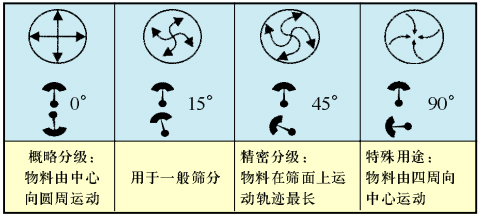 0°
15°
45°
90°
概略分级:
物料由中心
向圆周运动
用于一般筛分
精密分级:
物料在筛面上运
动轨迹最长
特殊用途:
物料由四周向
中心运动